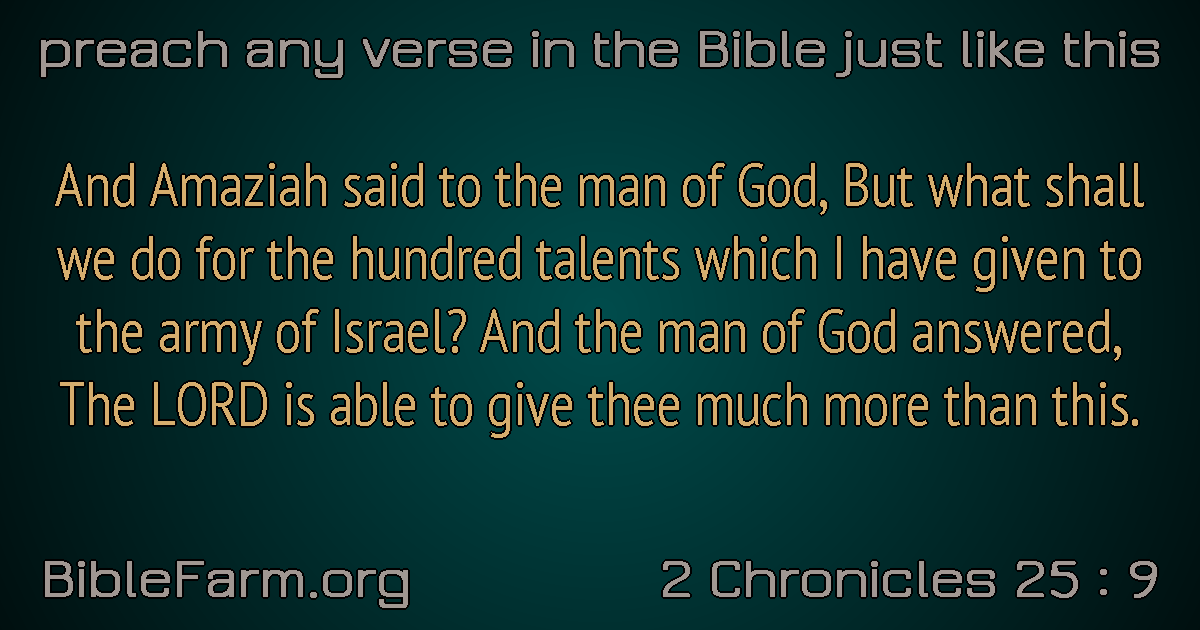 preach any verse in the Bible just like this
And Amaziah said to the man of God, But what shall
we do for the hundred talents which I have given to
the army of Israel? And the man of God answered,
The LORD is able to give thee much more than this.
BibleFarm.org
2 Chronicles 25 : 9